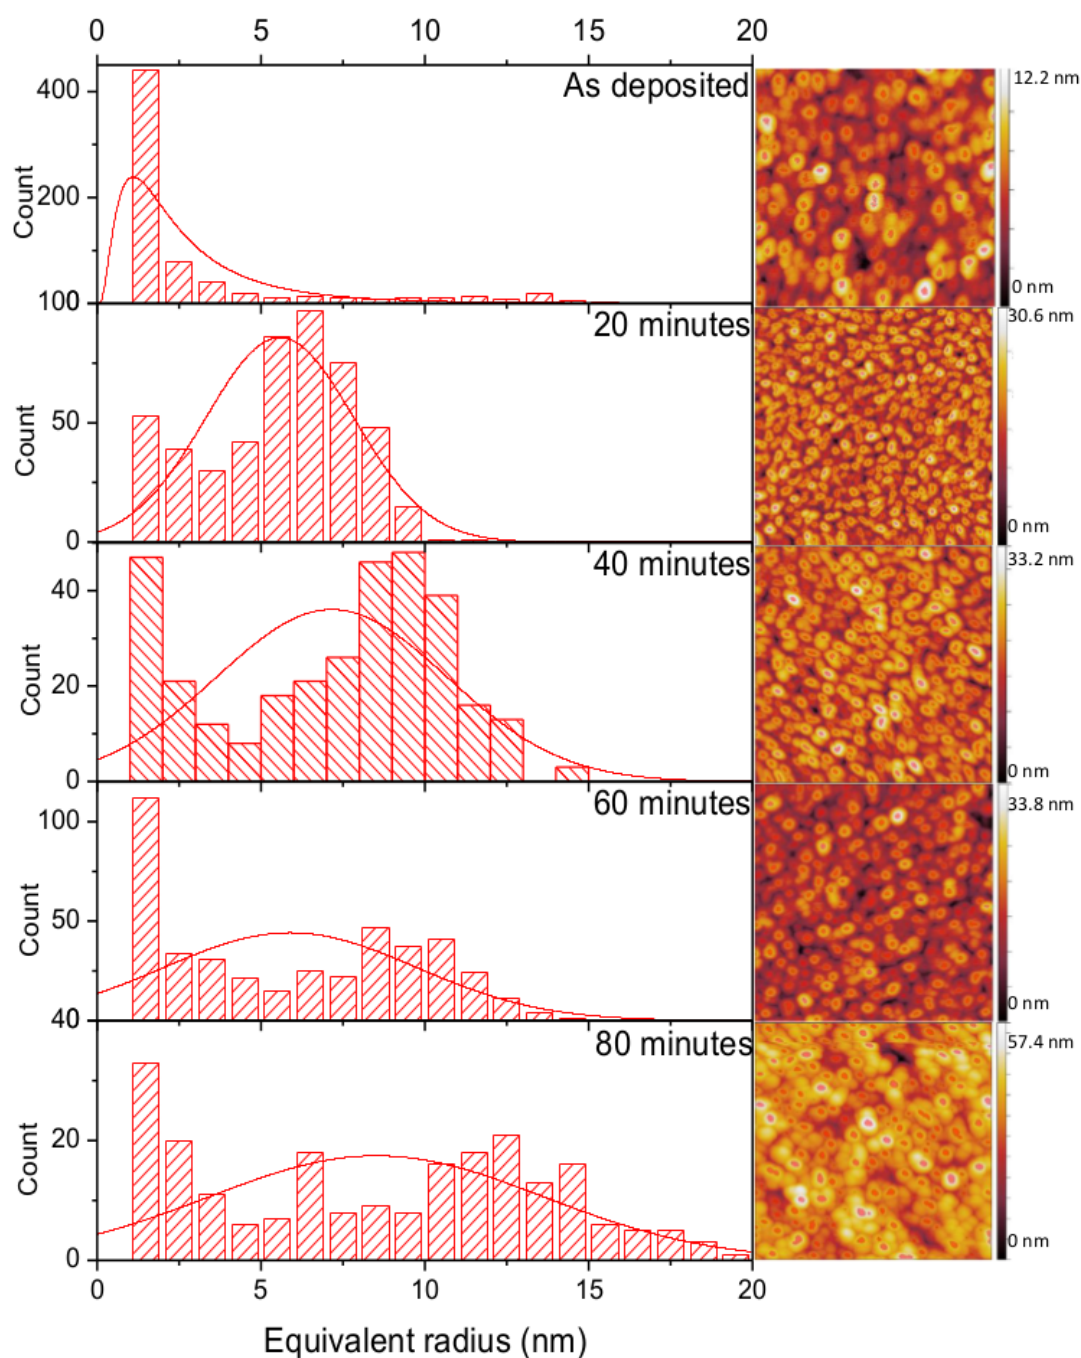 0 5 10 15 20
As deposited
400
200
100
Count
12.2 nm
0 nm
20 minutes
50
0
Count
30.6 nm
0 nm
40 minutes
40
20
0
Count
33.2 nm
0 nm
60 minutes
100
50
40
Count
33.8 nm
0 nm
80 minutes
20
0
Count
57.4 nm
0 nm
0 5 10 15 20
Equivalent radius (nm)